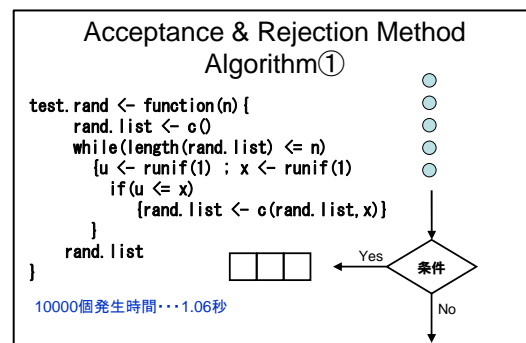 Acceptance & Rejection Method
Algorithm①
test.rand <- function(n){
rand.list <- c()
while(length(rand.list) <= n)
{u <- runif(1) ; x <- runif(1)
if(u <= x)
{rand.list <- c(rand.list,x)}
}
rand.list
}
Yes
条件
No
10000個発生時間・・・1.06秒